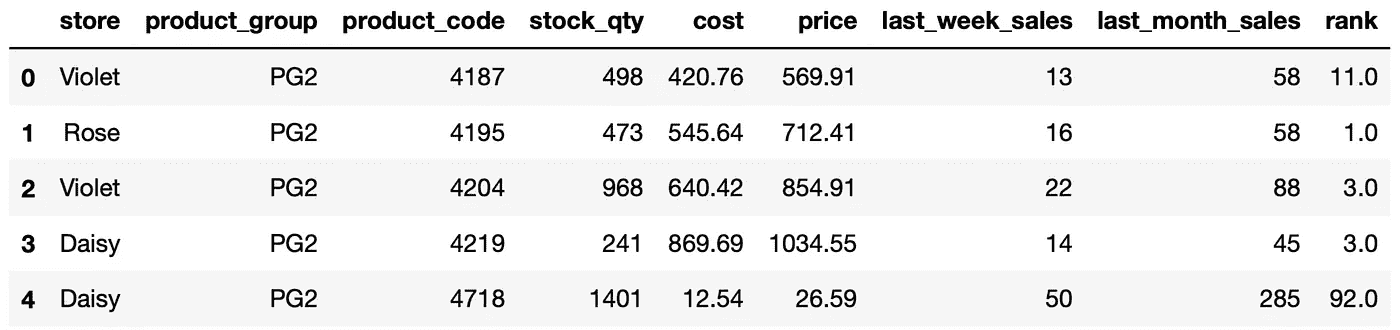 store product_group product_code stock_qty cost price last_week_sales last_month_sales rank
0 Violet PG2 4187 498 420.76 569.91 13 58 11.0
1 Rose PG2 4195 473 545.64 712.41 16 58 1.0
2 Violet PG2 4204 968 640.42 854.91 22 88 3.0
3 Daisy PG2 4219 241 869.69 1034.55 14 45 3.0
4 Daisy PG2 4718 1401 12.54 26.59 50 285 92.0